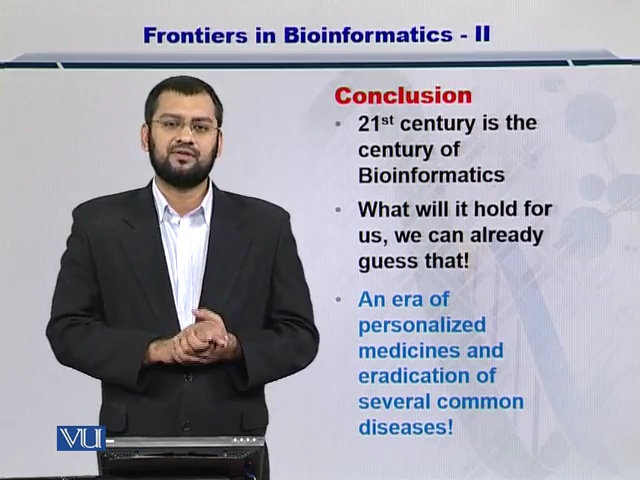 Frontiers in Bioinformatics - II
Conclusion
• 21st century is the
century of
Bioinformatics
• What will it hold for
us, we can already
guess that!
• An era of
personalized
medicines and
eradication of
several common
diseases!
VU